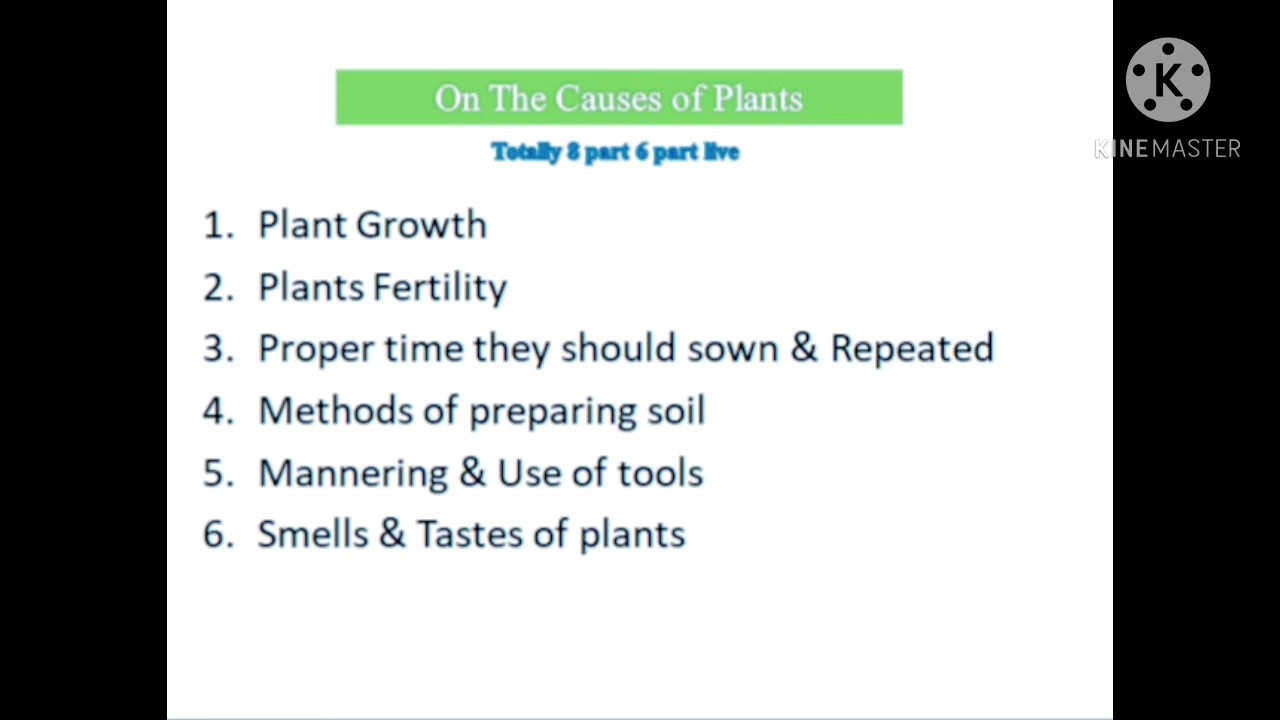 On The Causes of Plants
Totally 8 part 6 part live
1. Plant Growth
2. Plants Fertility
3. Proper time they should sown & Repeated
4. Methods of preparing soil
5. Mannering & Use of tools
6. Smells & Tastes of plants
K
KINEMASTER